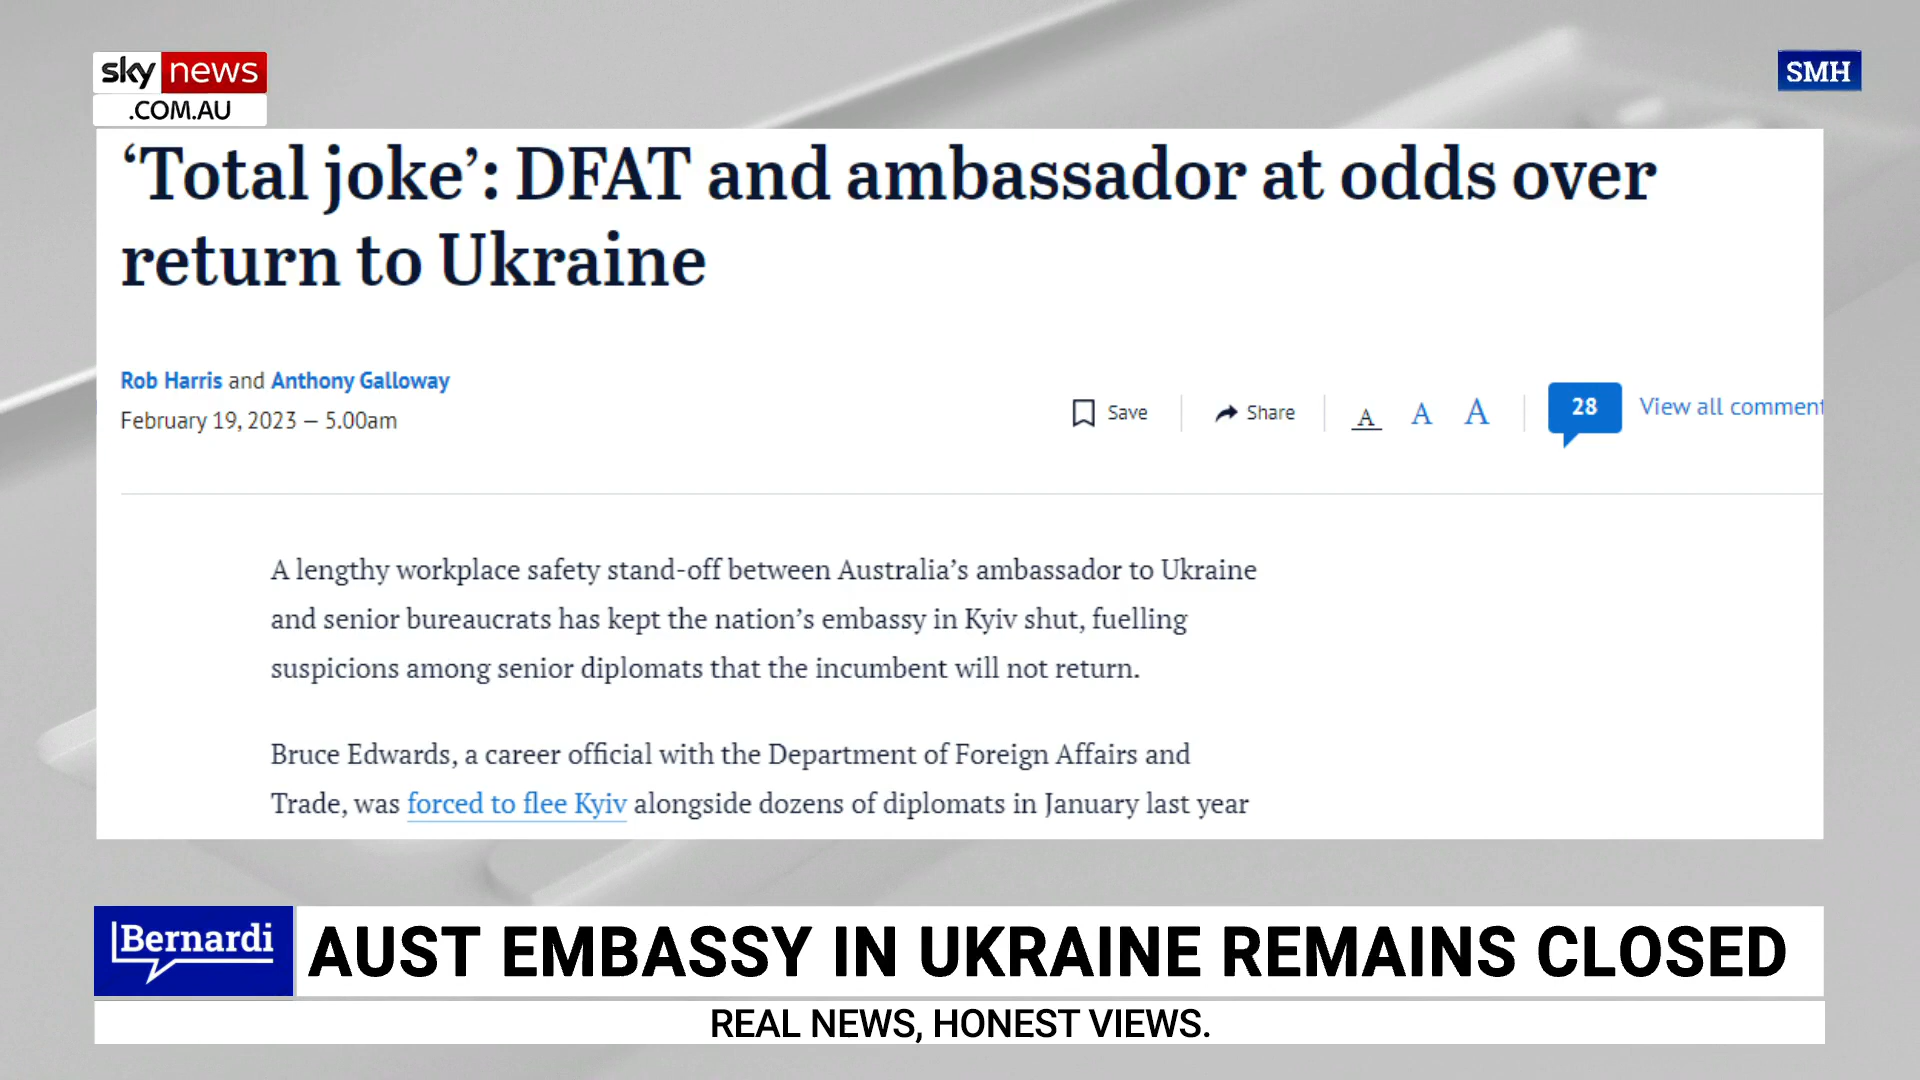 sky news
.COM.AU
SMH
‘Total joke’: DFAT and ambassador at odds over
return to Ukraine
Rob Harris and Anthony Galloway
February 19, 2023 – 5.00am
Save
Share
A A A
28
View all comment
A lengthy workplace safety stand-off between Australia’s ambassador to Ukraine
and senior bureaucrats has kept the nation’s embassy in Kyiv shut, fuelling
suspicions among senior diplomats that the incumbent will not return.
Bruce Edwards, a career official with the Department of Foreign Affairs and
Trade, was forced to flee Kyiv alongside dozens of diplomats in January last year
Bernardi
AUST EMBASSY IN UKRAINE REMAINS CLOSED
REAL NEWS, HONEST VIEWS.